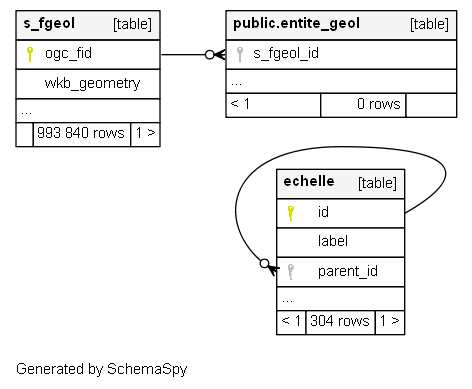 s_fgeol [table]
ogc_fid
wkb_geometry
...
993 840 rows 1 >
public.entite_geol [table]
s_fgeol_id
...
< 1 0 rows
echelle [table]
id
label
parent_id
...
< 1 304 rows 1 >
Generated by SchemaSpy